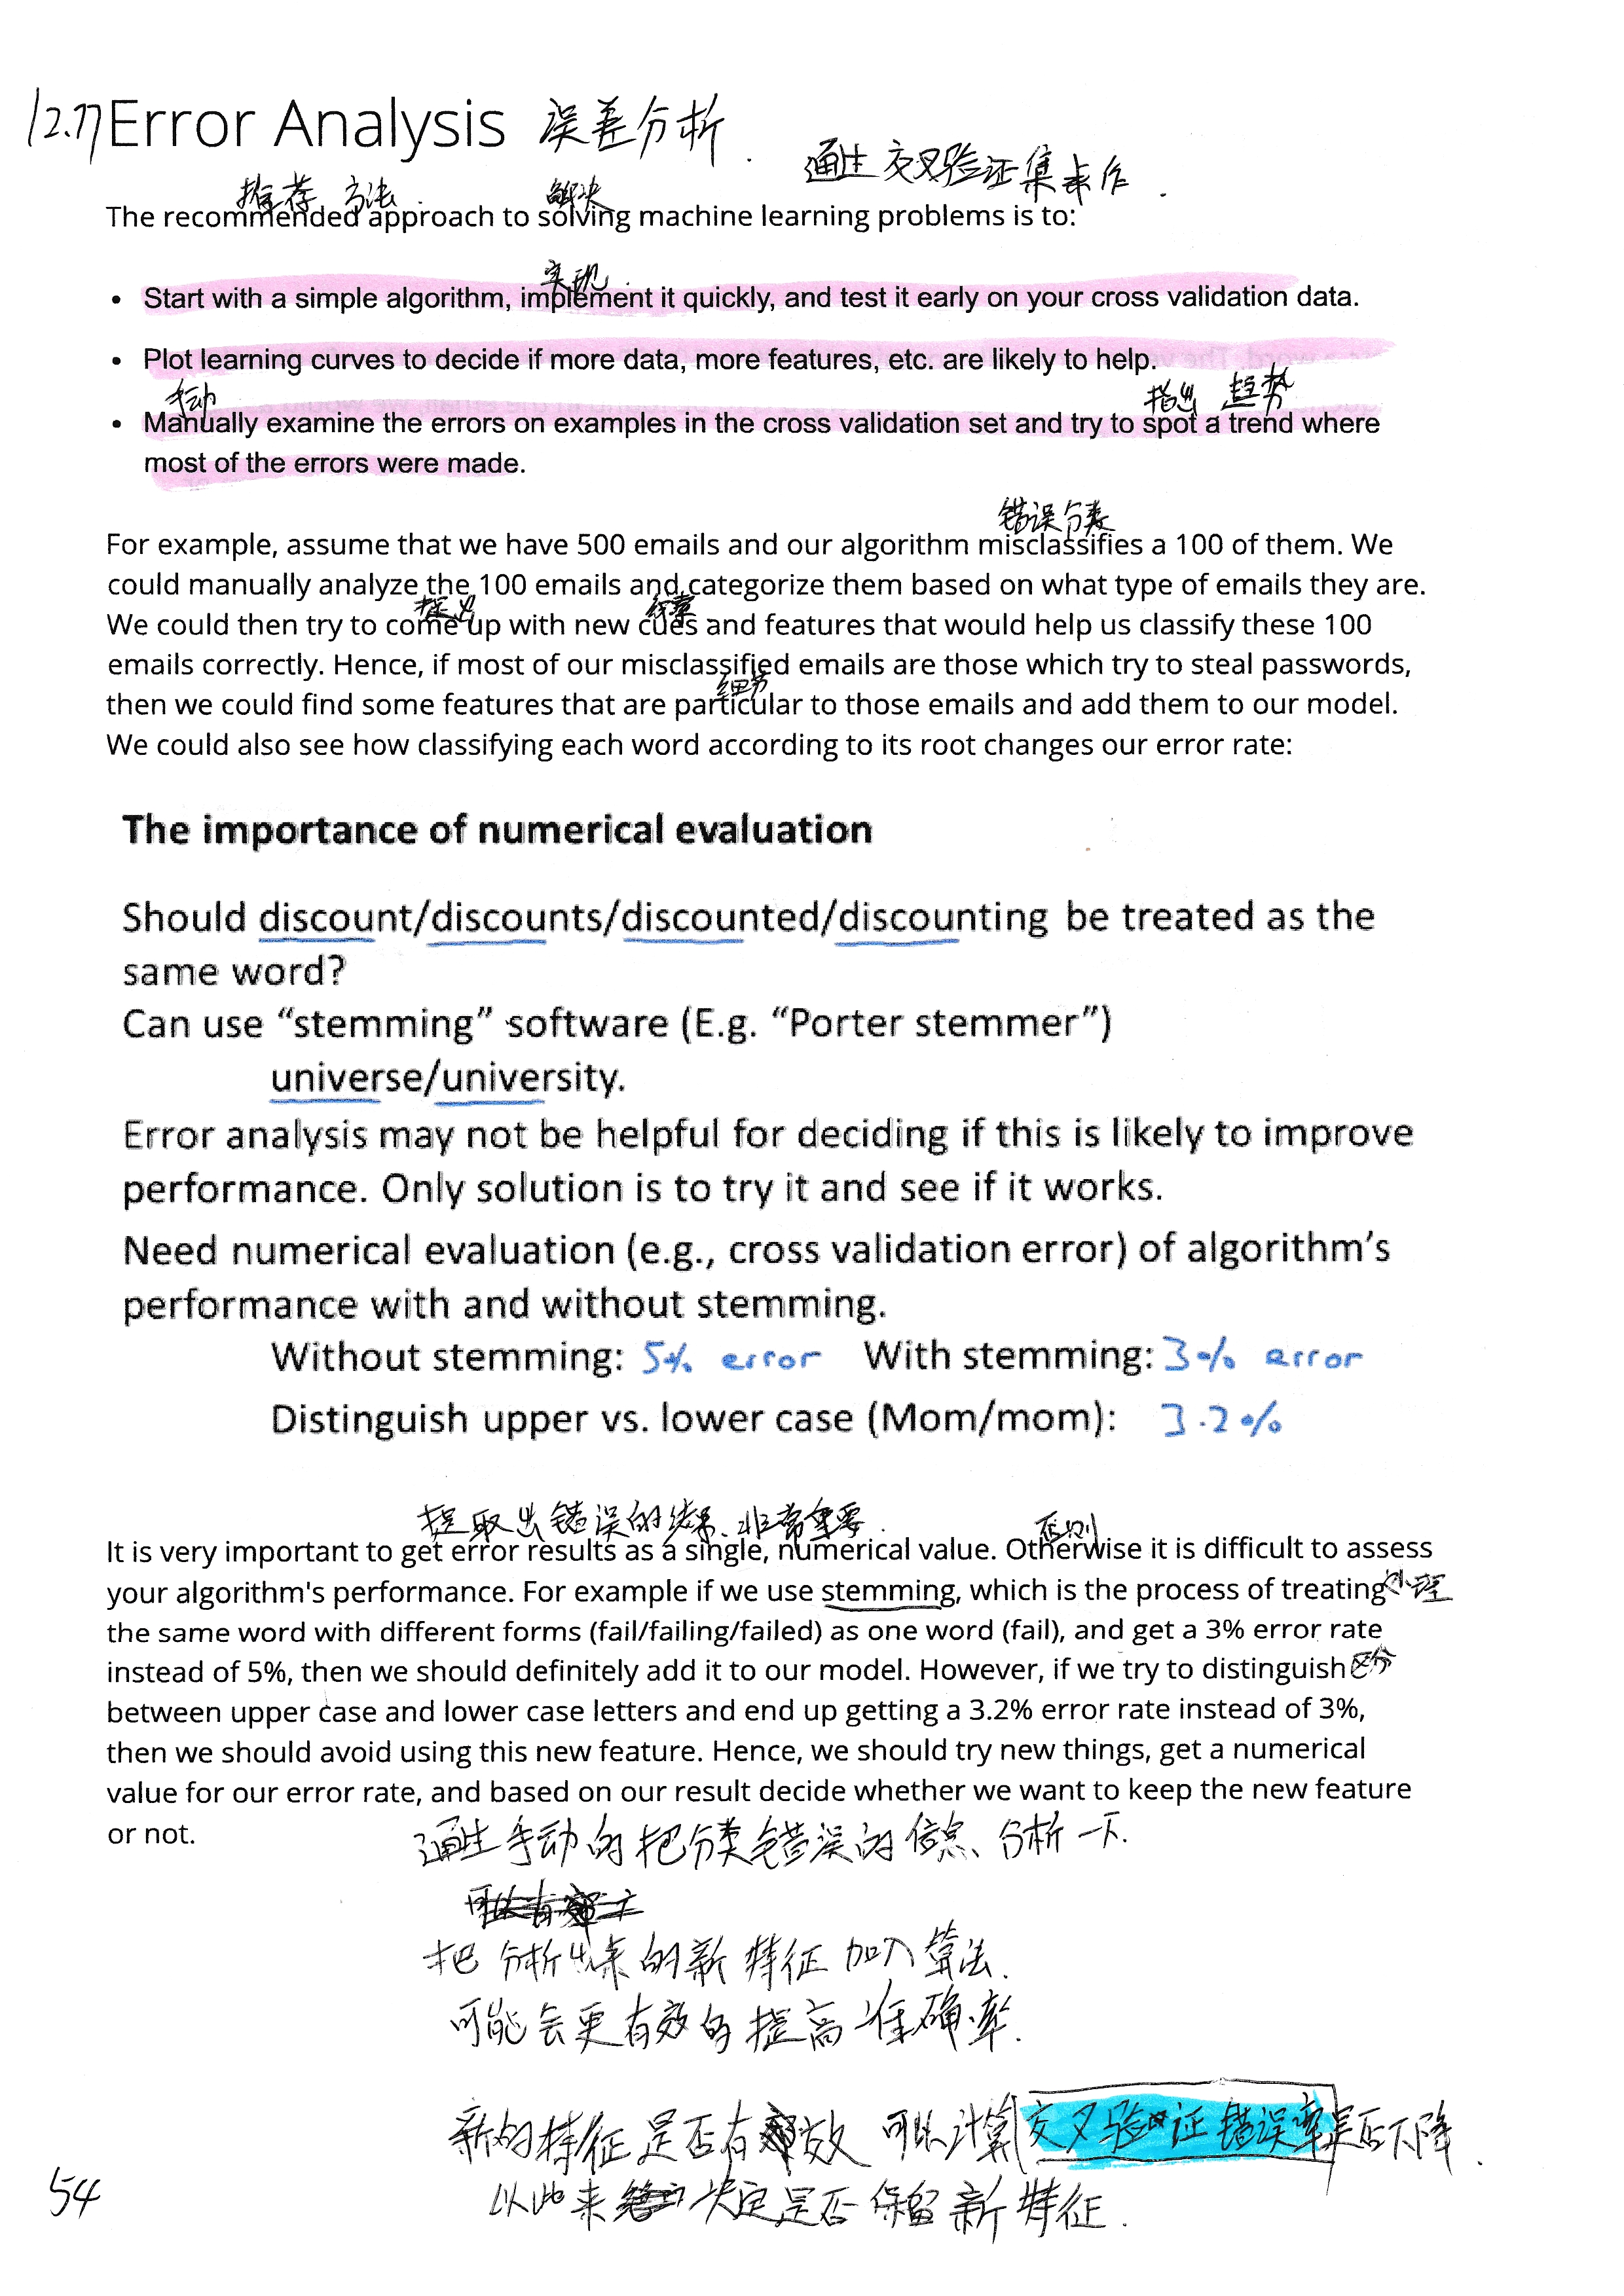 12.7) Error Analysis 误差分析.
通过交叉验证集来作.
推荐 方法. 解决
The recommended approach to solving machine learning problems is to:
实现.
• Start with a simple algorithm, implement it quickly, and test it early on your cross validation data.
• Plot learning curves to decide if more data, more features, etc. are likely to help.
手动 指出 趋势
• Manually examine the errors on examples in the cross validation set and try to spot a trend where
most of the errors were made.
错误分类
For example, assume that we have 500 emails and our algorithm misclassifies a 100 of them. We
could manually analyze the 100 emails and categorize them based on what type of emails they are.
提出 线索
We could then try to come up with new cues and features that would help us classify these 100
emails correctly. Hence, if most of our misclassified emails are those which try to steal passwords,
细节
then we could find some features that are particular to those emails and add them to our model.
We could also see how classifying each word according to its root changes our error rate:
The importance of numerical evaluation
Should discount/discounts/discounted/discounting be treated as the
same word?
Can use “stemming” software (E.g. “Porter stemmer”)
universe/university.
Error analysis may not be helpful for deciding if this is likely to improve
performance. Only solution is to try it and see if it works.
Need numerical evaluation (e.g., cross validation error) of algorithm’s
performance with and without stemming.
Without stemming: 5% error With stemming: 3% error
Distinguish upper vs. lower case (Mom/mom): 3.2%
提取出错误的结果、非常重要. 否则
It is very important to get error results as a single, numerical value. Otherwise it is difficult to assess
your algorithm's performance. For example if we use stemming, which is the process of treating 处理
the same word with different forms (fail/failing/failed) as one word (fail), and get a 3% error rate
instead of 5%, then we should definitely add it to our model. However, if we try to distinguish 区分
between upper case and lower case letters and end up getting a 3.2% error rate instead of 3%,
then we should avoid using this new feature. Hence, we should try new things, get a numerical
value for our error rate, and based on our result decide whether we want to keep the new feature
or not.
通过手动的把分类错误的信息、分析一下.
把分析出来的新特征加入算法.
可能会更有效的提高准确率.
新的特征是否有效 可以计算交叉验证错误率是否下降.
以此来决定是否保留新特征.
54